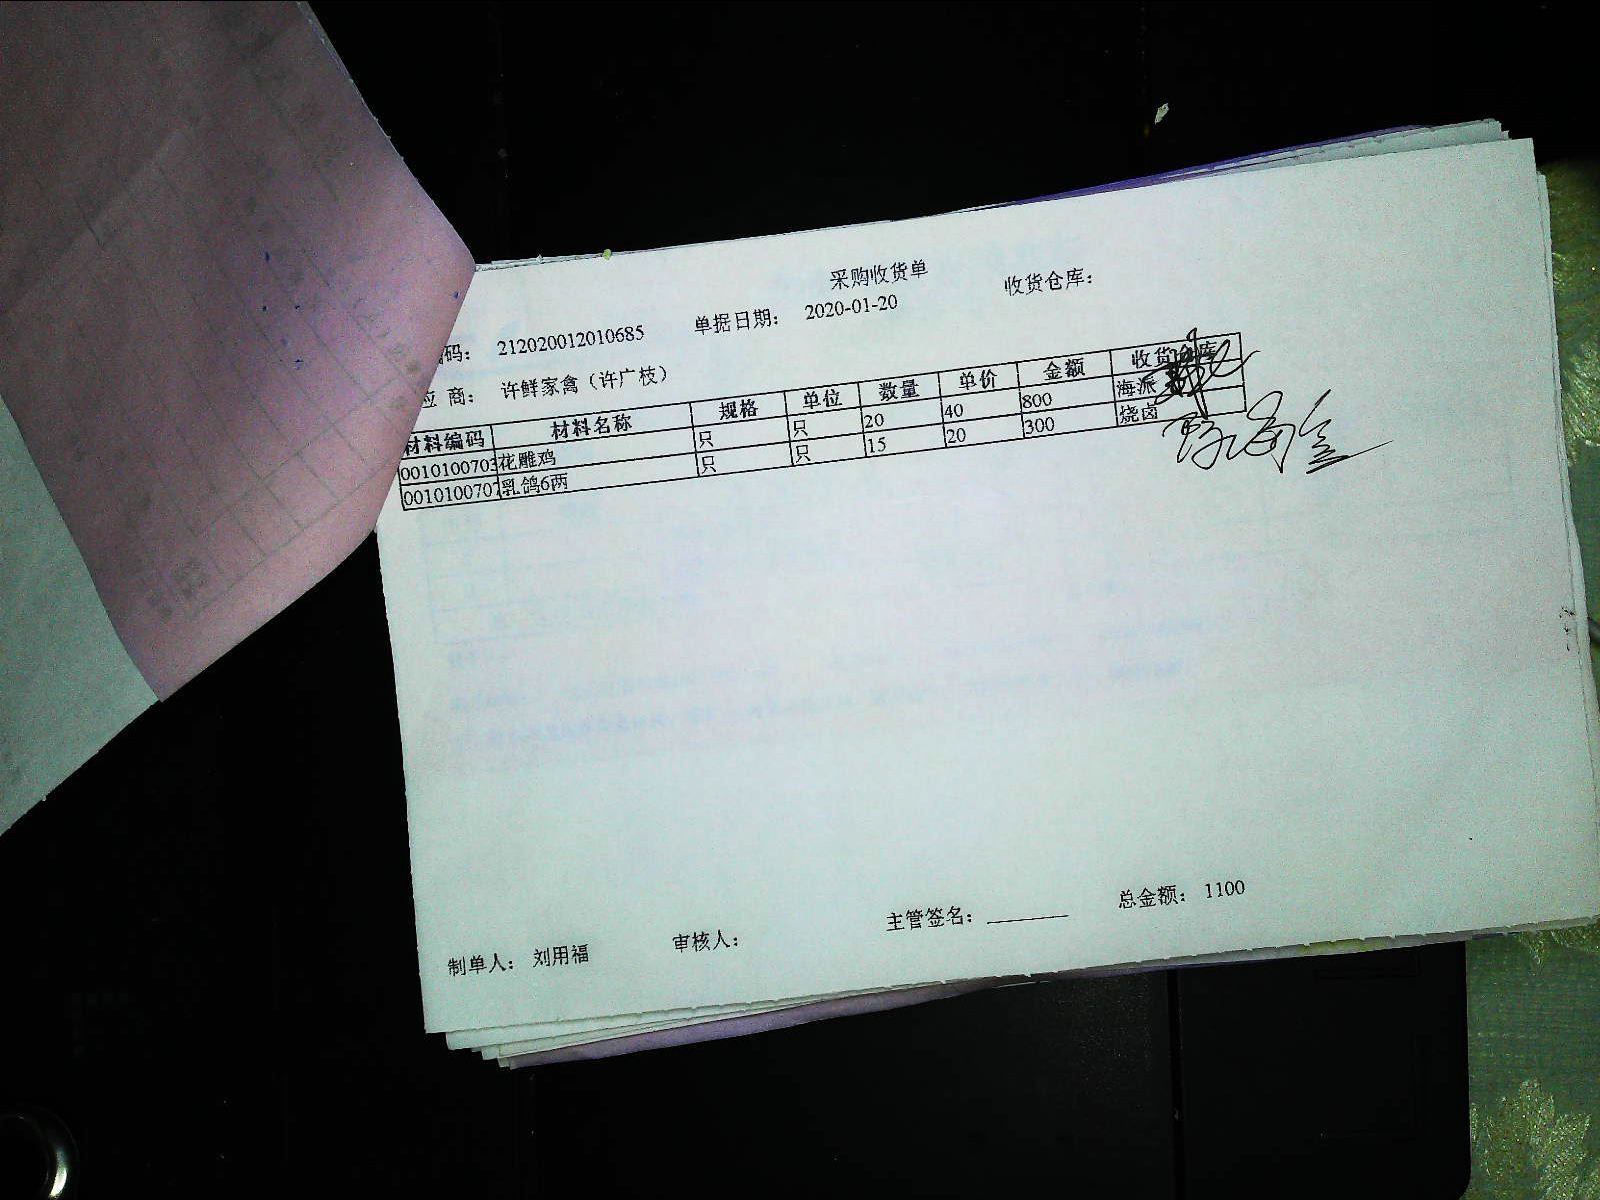 采购收货单
码： 212020012010685 单据日期： 2020-01-20 收货仓库：
应 商： 许鲜家禽（许广枝）
材料编码 材料名称 规格 单位 数量 单价 金额 收货仓库
0010100703 花雕鸡 只 只 20 40 800 海派
0010100707 乳鸽6两 只 只 15 20 300 烧卤
主管签名： 总金额： 1100
制单人： 刘用福 审核人：